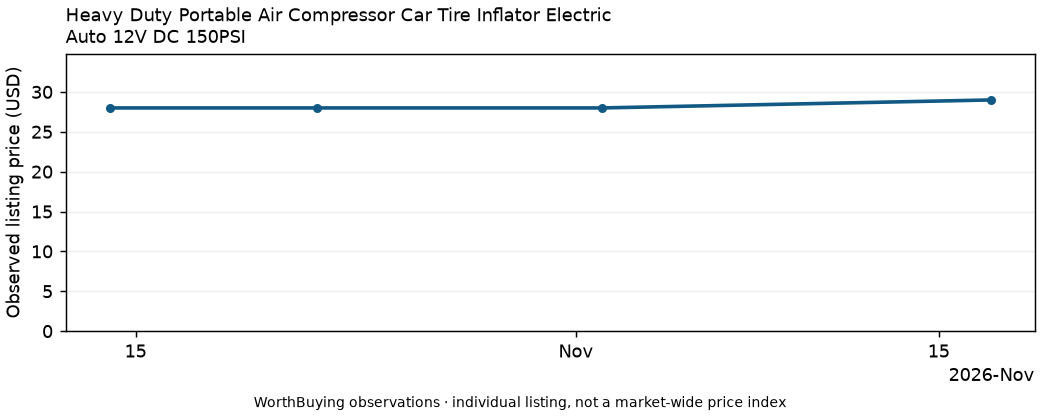 Heavy Duty Portable Air Compressor Car Tire Inflator Electric
Auto 12V DC 150PSI
Observed listing price (USD)
30
25
20
15
10
5
0
15
Nov
15
2026-Nov
WorthBuying observations · individual listing, not a market-wide price index